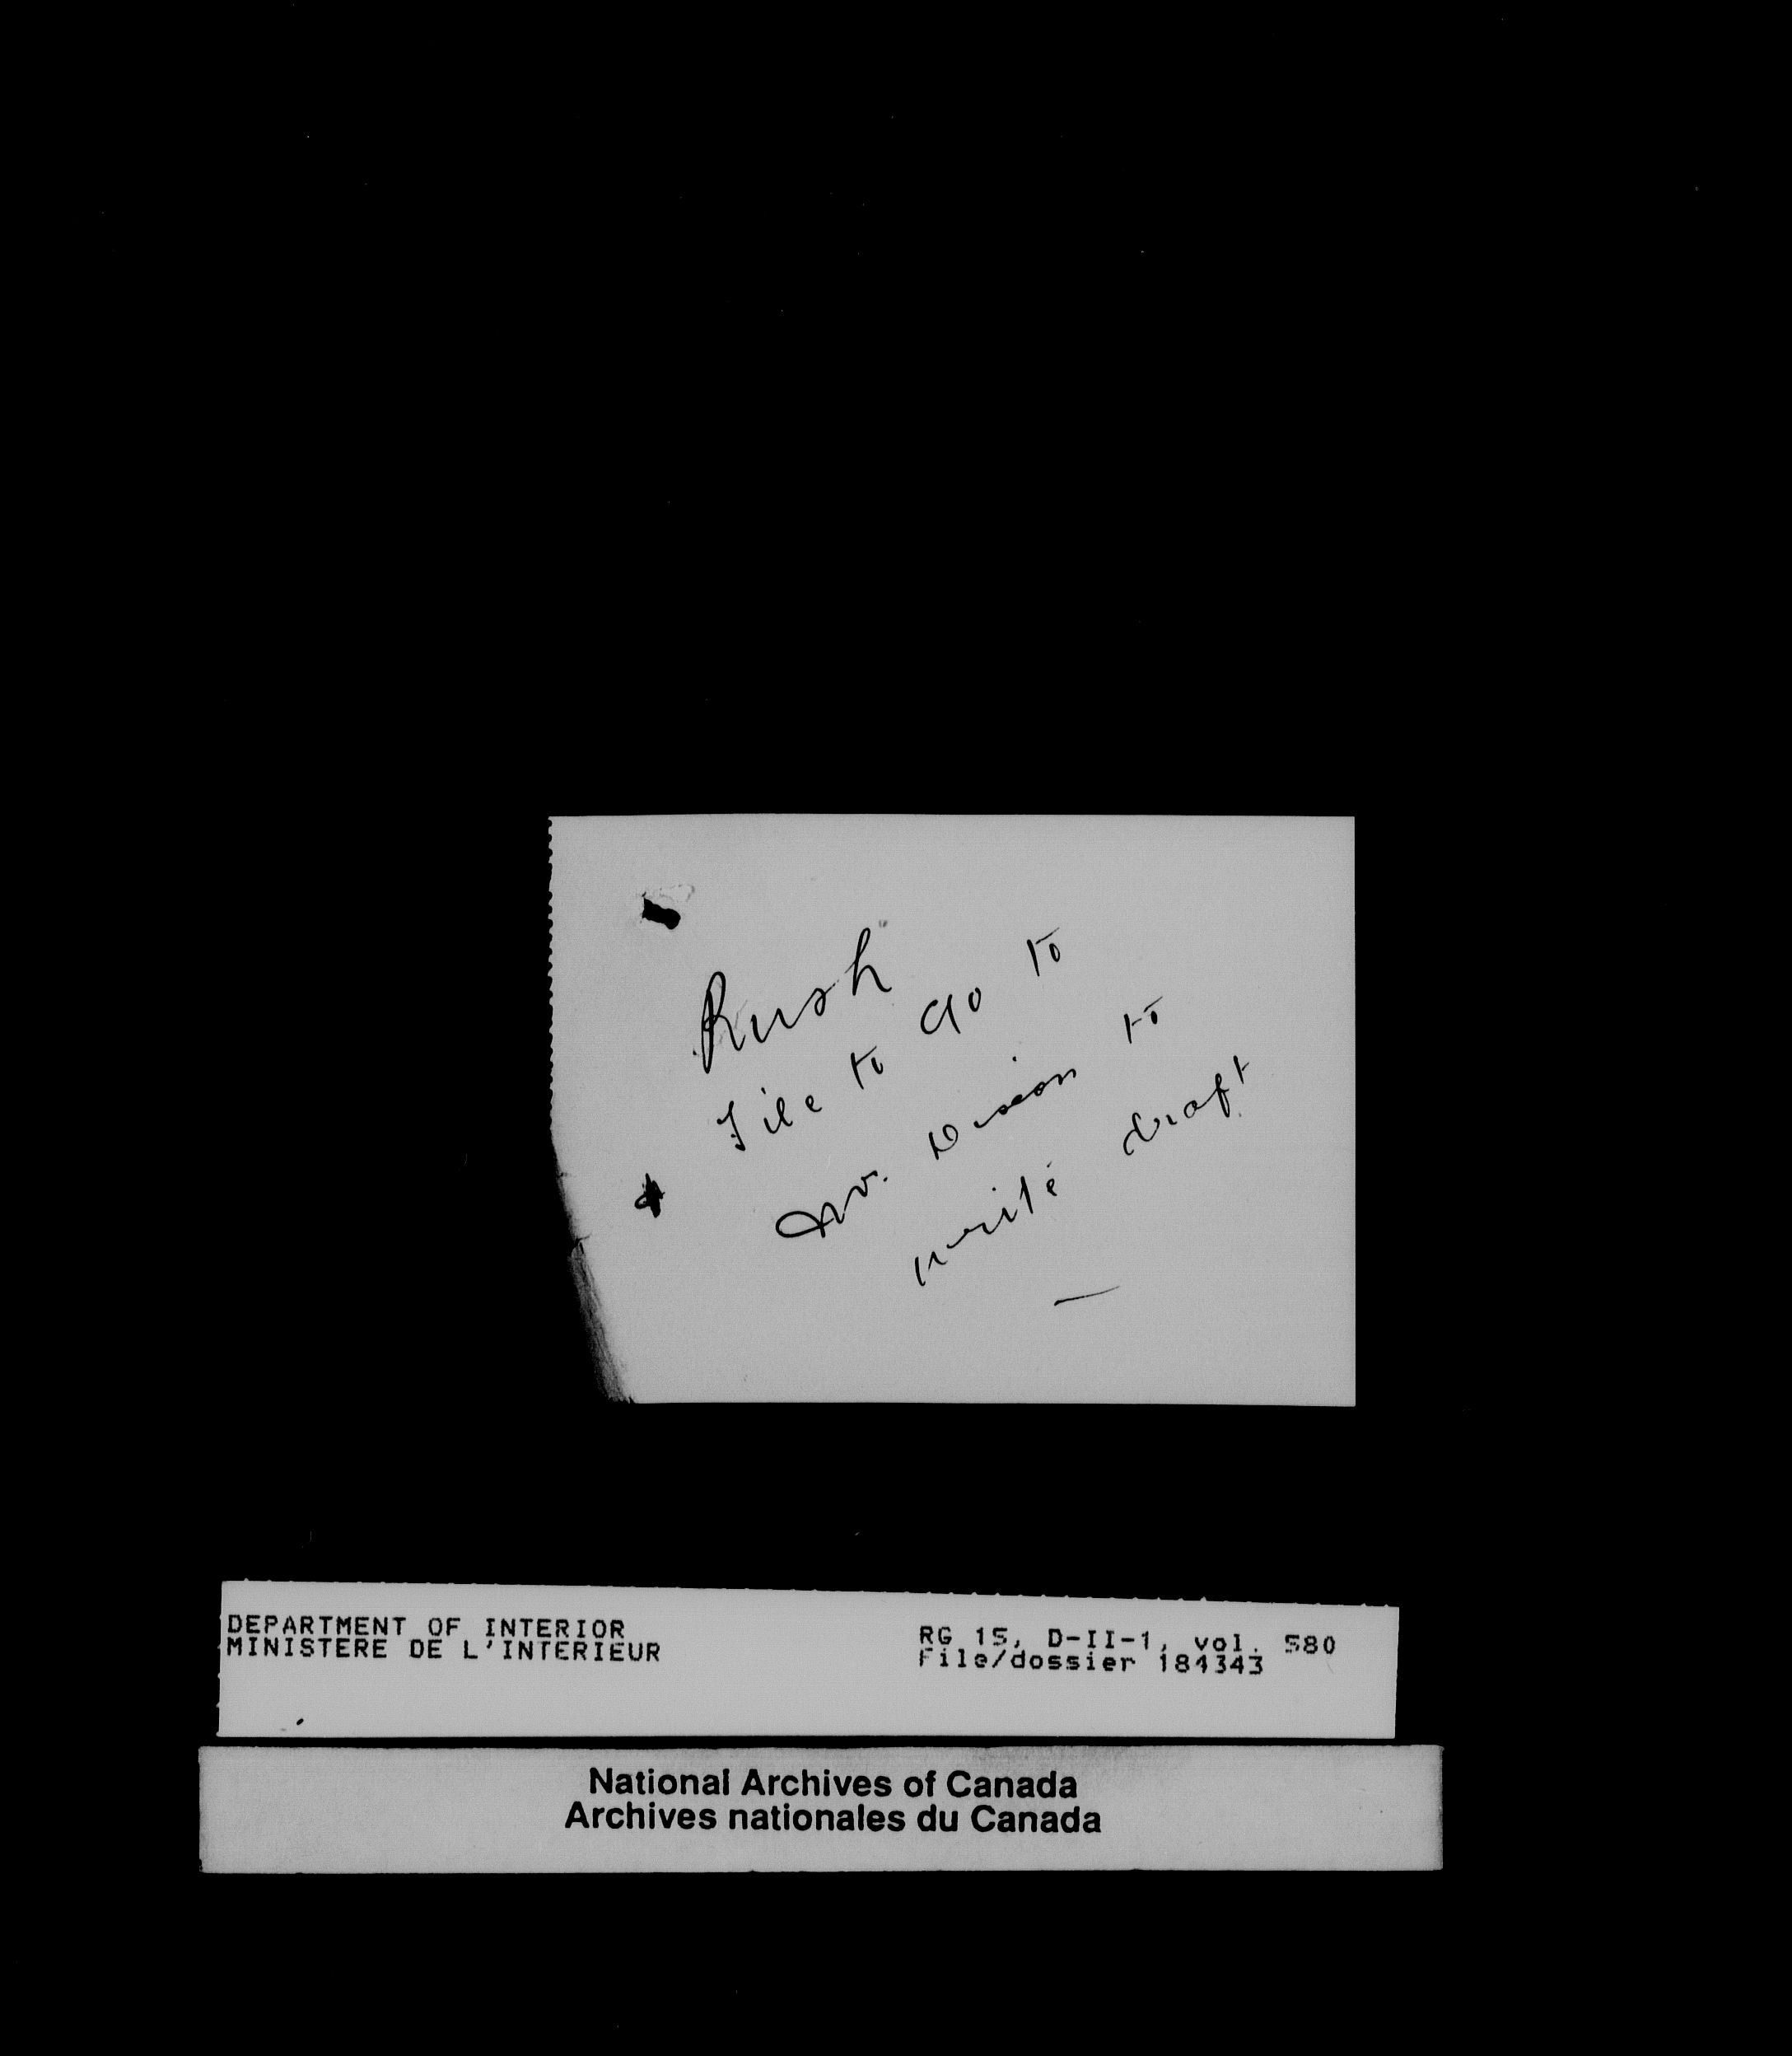 Rush
File to go to
Mr. to
write draft
DEPARTMENT OF INTERIOR
MINISTERE DE L'INTERIEUR
RG 15, D-II-1, vol. 580
File/dossier 184343
National Archives of Canada
Archives nationales du Canada